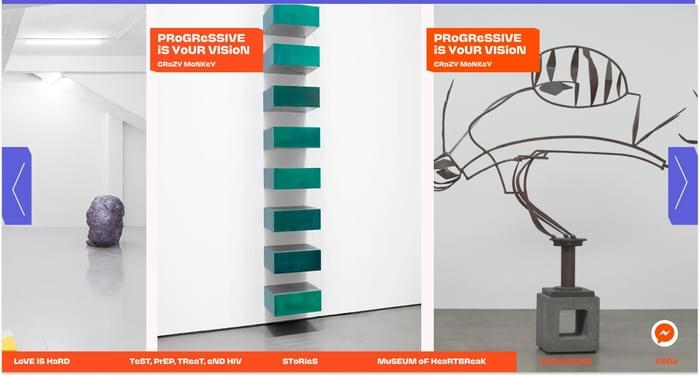 PRoGReSSIVE
iS YoUR VISioN
CRaZY MoNKeY
PRoGReSSIVE
iS YoUR VISioN
CRaZY MoNKeY
LoVE iS HaRD
TeST, PrEP, TReaT, eND HIV
SToRieS
MuSEUM oF HeaRTBReaK
FaQs